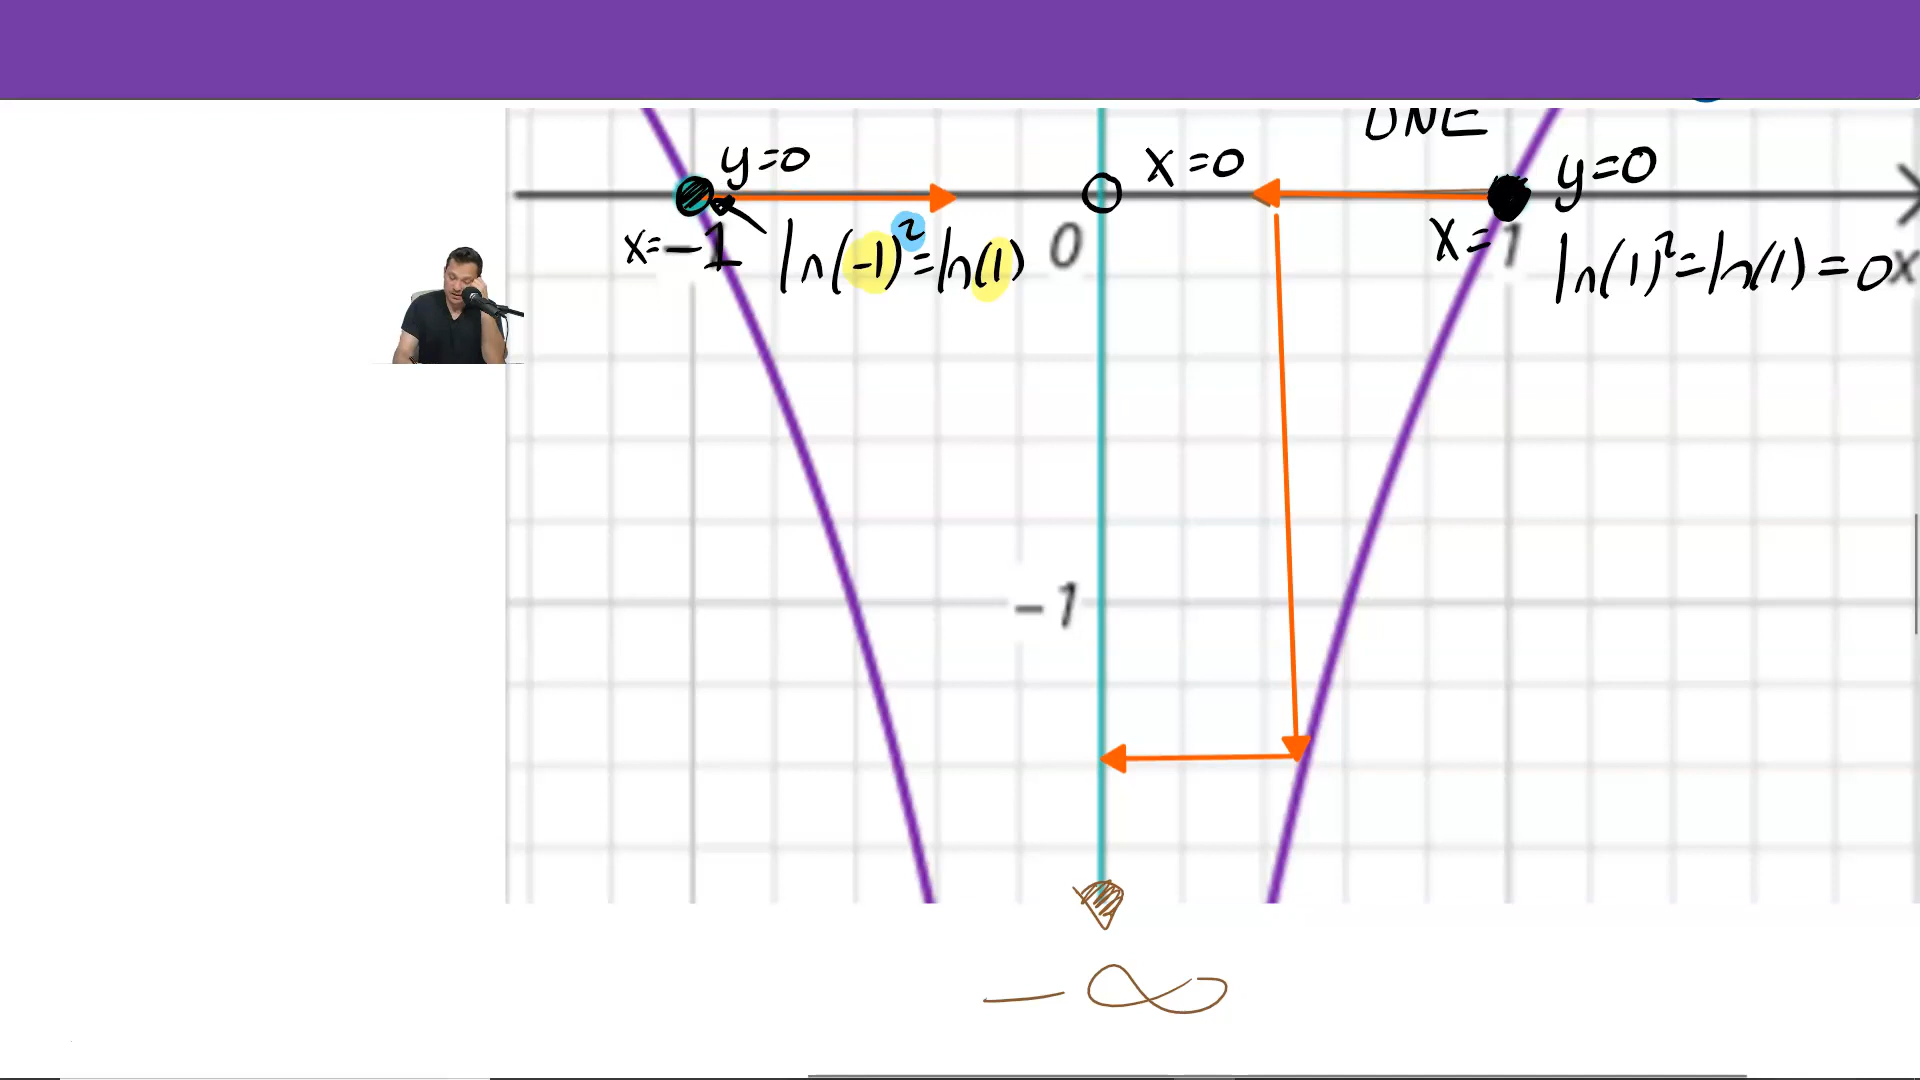 ONE
y=0
x=0
y=0
x=-1
ln(-1)²=ln(1)
0
x=1
ln(1)²=ln(1)=0
x
-1
-∞